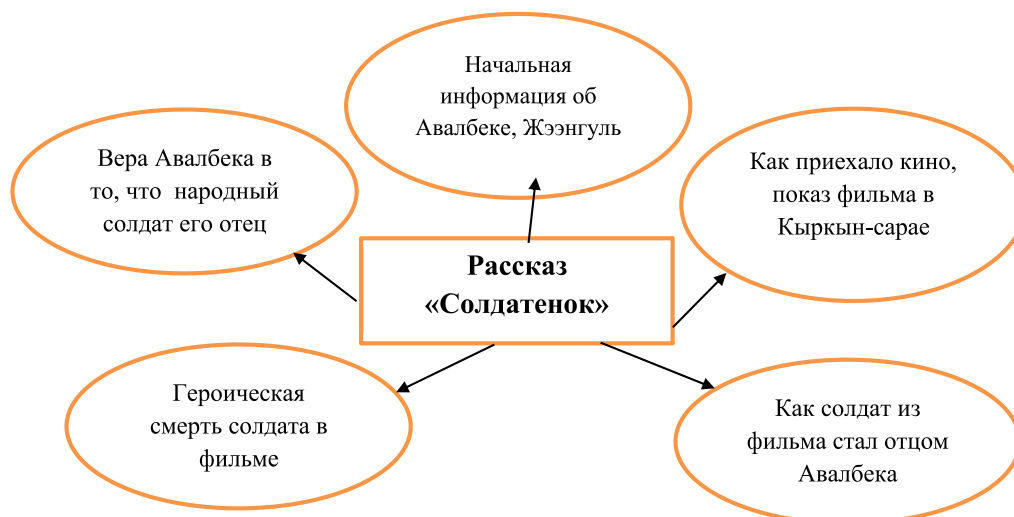 Начальная
информация об
Авалбеке, Жээнгуль
Вера Авалбека в
то, что народный
солдат его отец
Как приехало кино,
показ фильма в
Кыркын-сарае
Рассказ
«Солдатенок»
Героическая
смерть солдата в
фильме
Как солдат из
фильма стал отцом
Авалбека